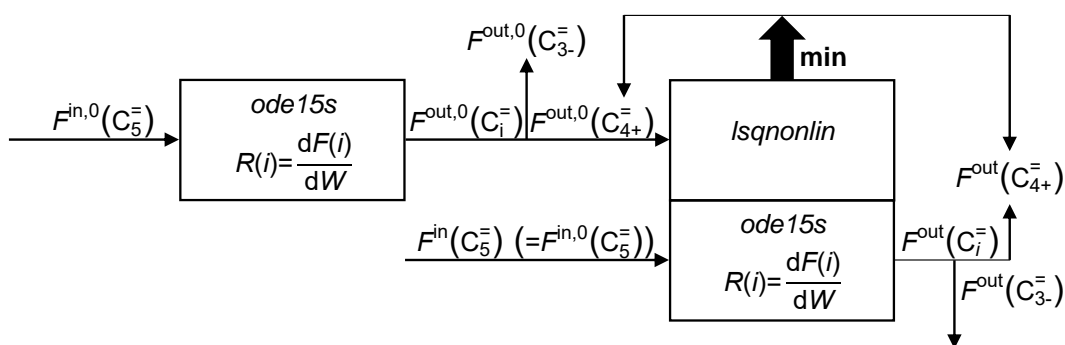 F^out,0(C₃₋⁼)
min
F^in,0(C₅⁼)
ode15s
R(i)=dF(i)/dW
F^out,0(Cᵢ⁼)
F^out,0(C₄₊⁼)
lsqnonlin
F^out(C₄₊⁼)
F^in(C₅⁼) (=F^in,0(C₅⁼))
ode15s
R(i)=dF(i)/dW
F^out(Cᵢ⁼)
F^out(C₃₋⁼)